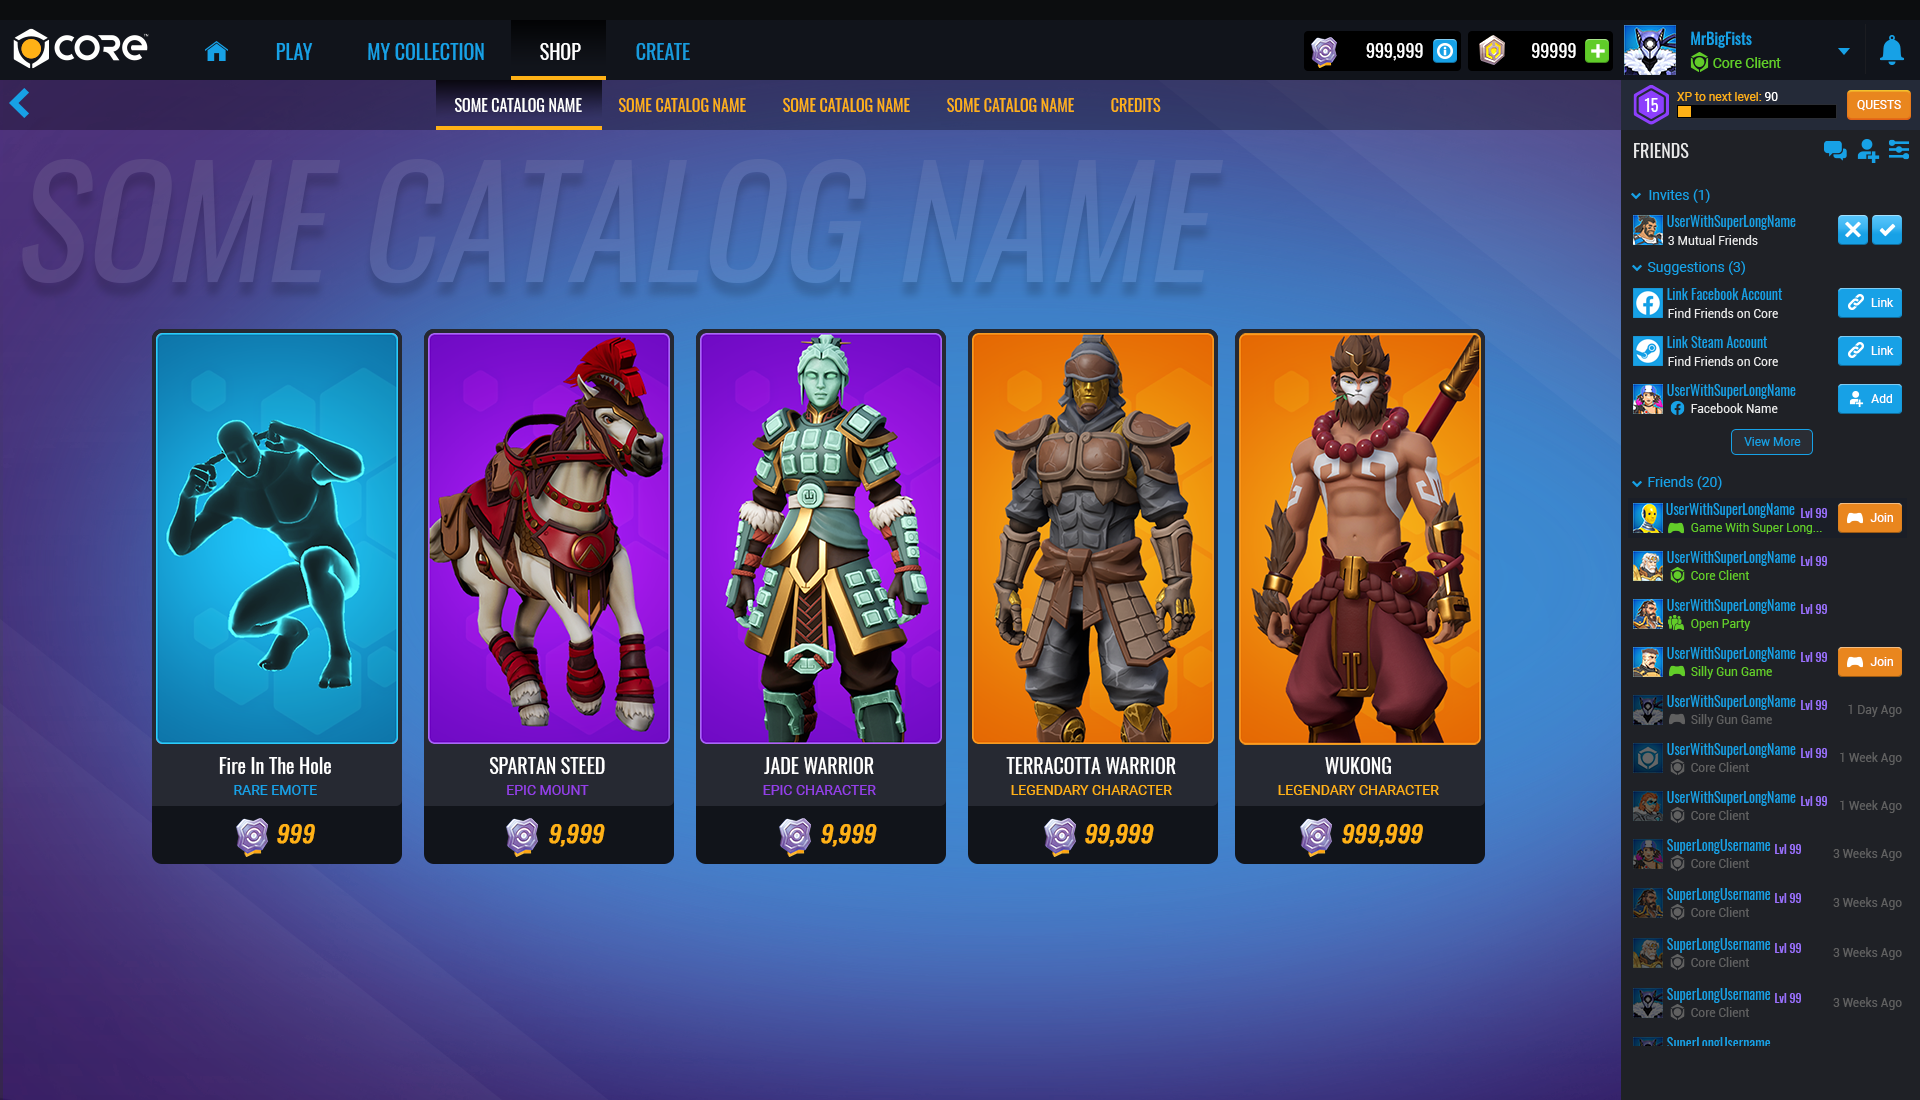 CORE™
PLAY
MY COLLECTION
SHOP
CREATE
999,999
99999
MrBigFists
Core Client
SOME CATALOG NAME
SOME CATALOG NAME
SOME CATALOG NAME
SOME CATALOG NAME
CREDITS
15
XP to next level: 90
QUESTS
SOME CATALOG NAME
Fire In The Hole
RARE EMOTE
999
SPARTAN STEED
EPIC MOUNT
9,999
JADE WARRIOR
EPIC CHARACTER
9,999
TERRACOTTA WARRIOR
LEGENDARY CHARACTER
99,999
WUKONG
LEGENDARY CHARACTER
999,999
FRIENDS
Invites (1)
UserWithSuperLongName
3 Mutual Friends
Suggestions (3)
Link Facebook Account
Find Friends on Core
Link
Link Steam Account
Find Friends on Core
Link
UserWithSuperLongName
Facebook Name
Add
View More
Friends (20)
UserWithSuperLongName Lvl 99
Game With Super Long...
Join
UserWithSuperLongName Lvl 99
Core Client
UserWithSuperLongName Lvl 99
Open Party
UserWithSuperLongName Lvl 99
Silly Gun Game
Join
UserWithSuperLongName Lvl 99
Silly Gun Game
1 Day Ago
UserWithSuperLongName Lvl 99
Core Client
1 Week Ago
UserWithSuperLongName Lvl 99
Core Client
1 Week Ago
SuperLongUsername Lvl 99
Core Client
3 Weeks Ago
SuperLongUsername Lvl 99
Core Client
3 Weeks Ago
SuperLongUsername Lvl 99
Core Client
3 Weeks Ago
SuperLongUsername Lvl 99
Core Client
3 Weeks Ago
SuperLongUsername